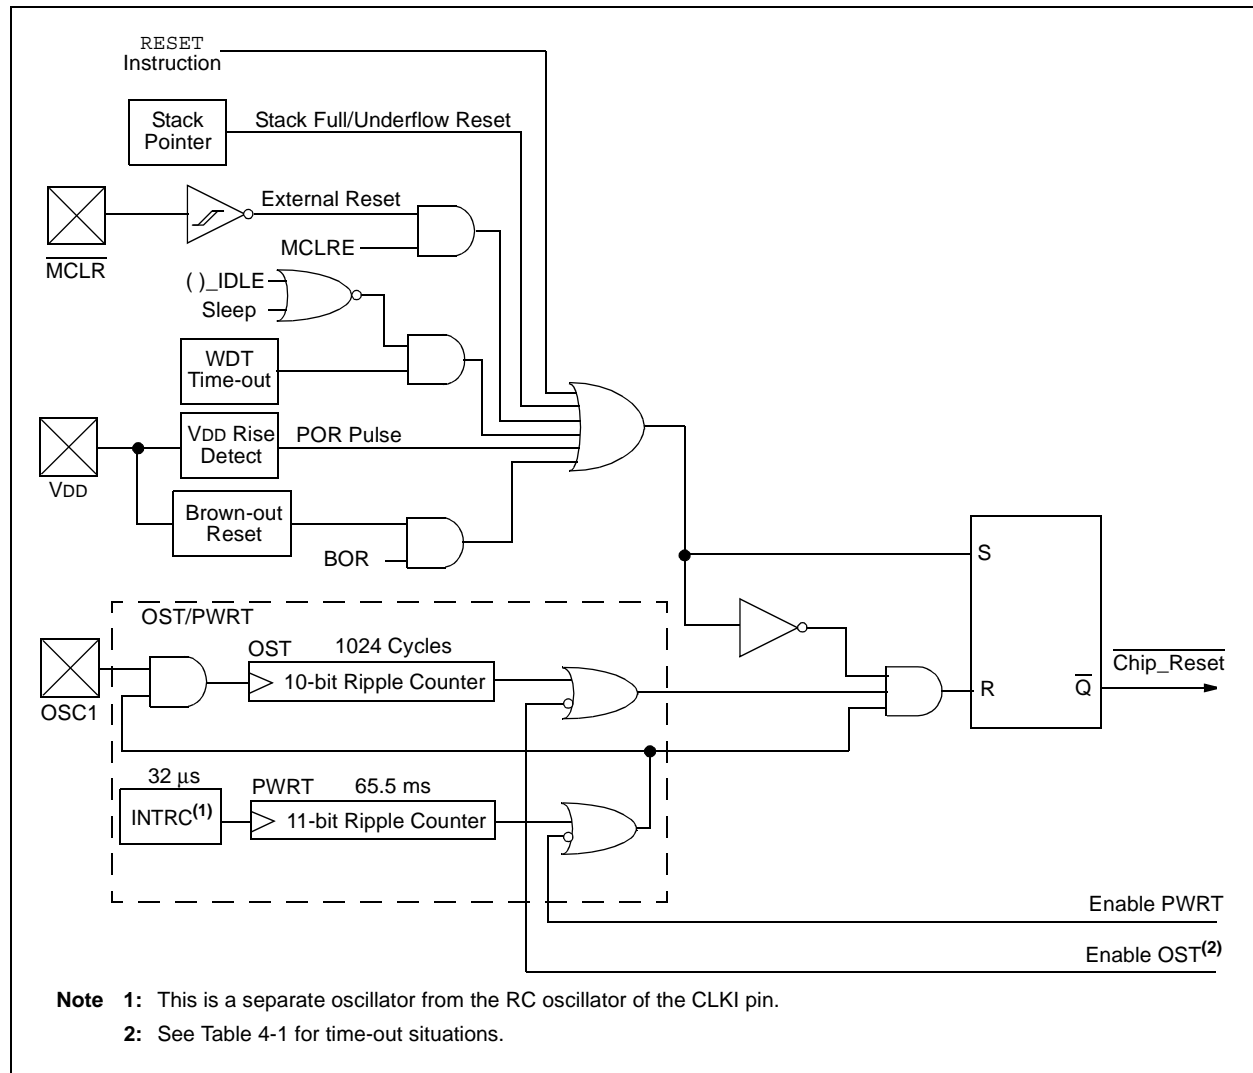 RESET
Instruction
Stack
Pointer
Stack Full/Underflow Reset
External Reset
MCLR
MCLRE
( )_IDLE
Sleep
WDT
Time-out
VDD Rise
Detect
POR Pulse
VDD
Brown-out
Reset
BOR
S
OST/PWRT
OST
1024 Cycles
10-bit Ripple Counter
OSC1
R
Q
Chip_Reset
32 μs
INTRC(1)
PWRT
65.5 ms
11-bit Ripple Counter
Enable PWRT
Enable OST(2)
Note 1: This is a separate oscillator from the RC oscillator of the CLKI pin.
2: See Table 4-1 for time-out situations.